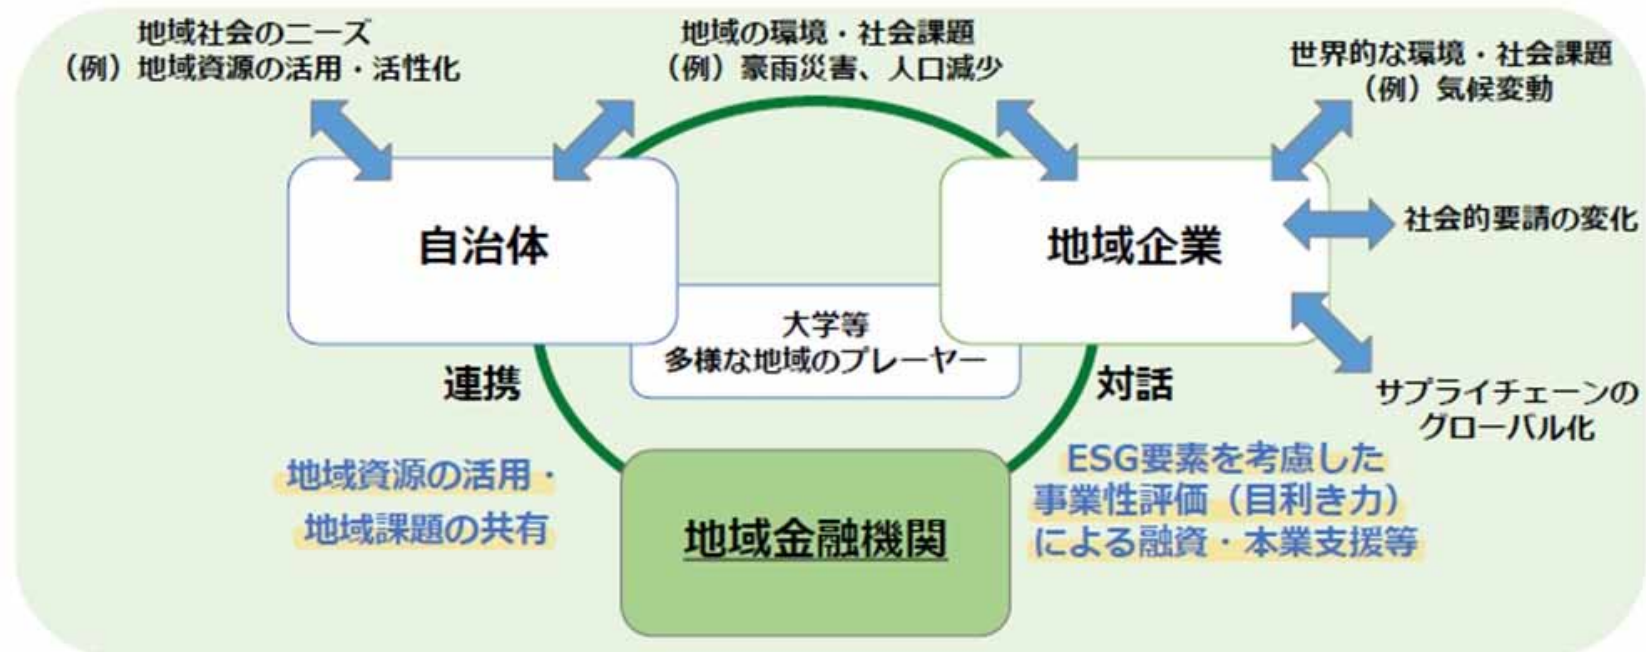 地域社会のニーズ
（例）地域資源の活用・活性化
地域の環境・社会課題
（例）豪雨災害、人口減少
世界的な環境・社会課題
（例）気候変動
自治体
地域企業
社会的要請の変化
大学等
多様な地域のプレーヤー
連携
対話
サプライチェーンの
グローバル化
地域資源の活用・
地域課題の共有
地域金融機関
ESG要素を考慮した
事業性評価（目利き力）
による融資・本業支援等